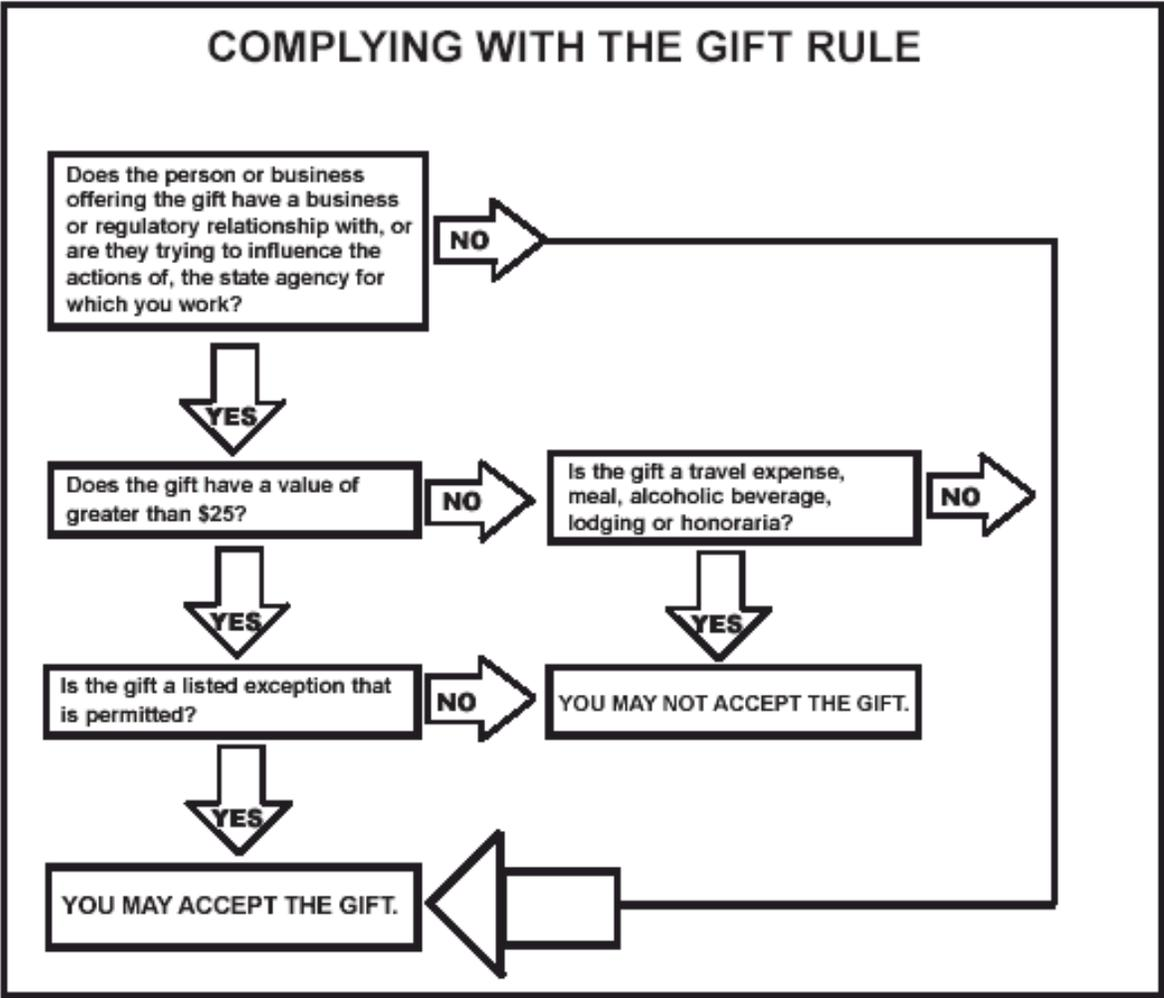 COMPLYING WITH THE GIFT RULE
Does the person or business
offering the gift have a business
or regulatory relationship with, or
are they trying to influence the
actions of, the state agency for
which you work?
NO
YES
Does the gift have a value of
greater than $25?
NO
Is the gift a travel expense,
meal, alcoholic beverage,
lodging or honoraria?
NO
YES
YES
Is the gift a listed exception that
is permitted?
NO
YOU MAY NOT ACCEPT THE GIFT.
YES
YOU MAY ACCEPT THE GIFT.